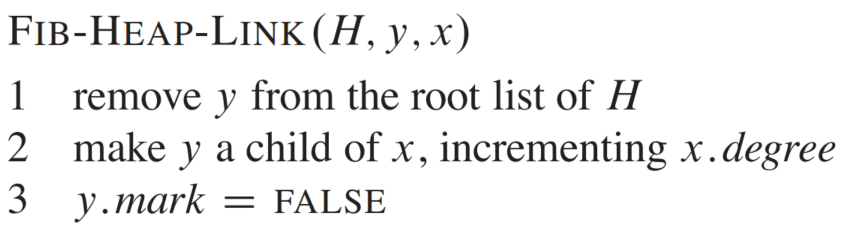 FIB-HEAP-LINK(H, y, x)
1 remove y from the root list of H
2 make y a child of x, incrementing x.degree
3 y.mark = FALSE